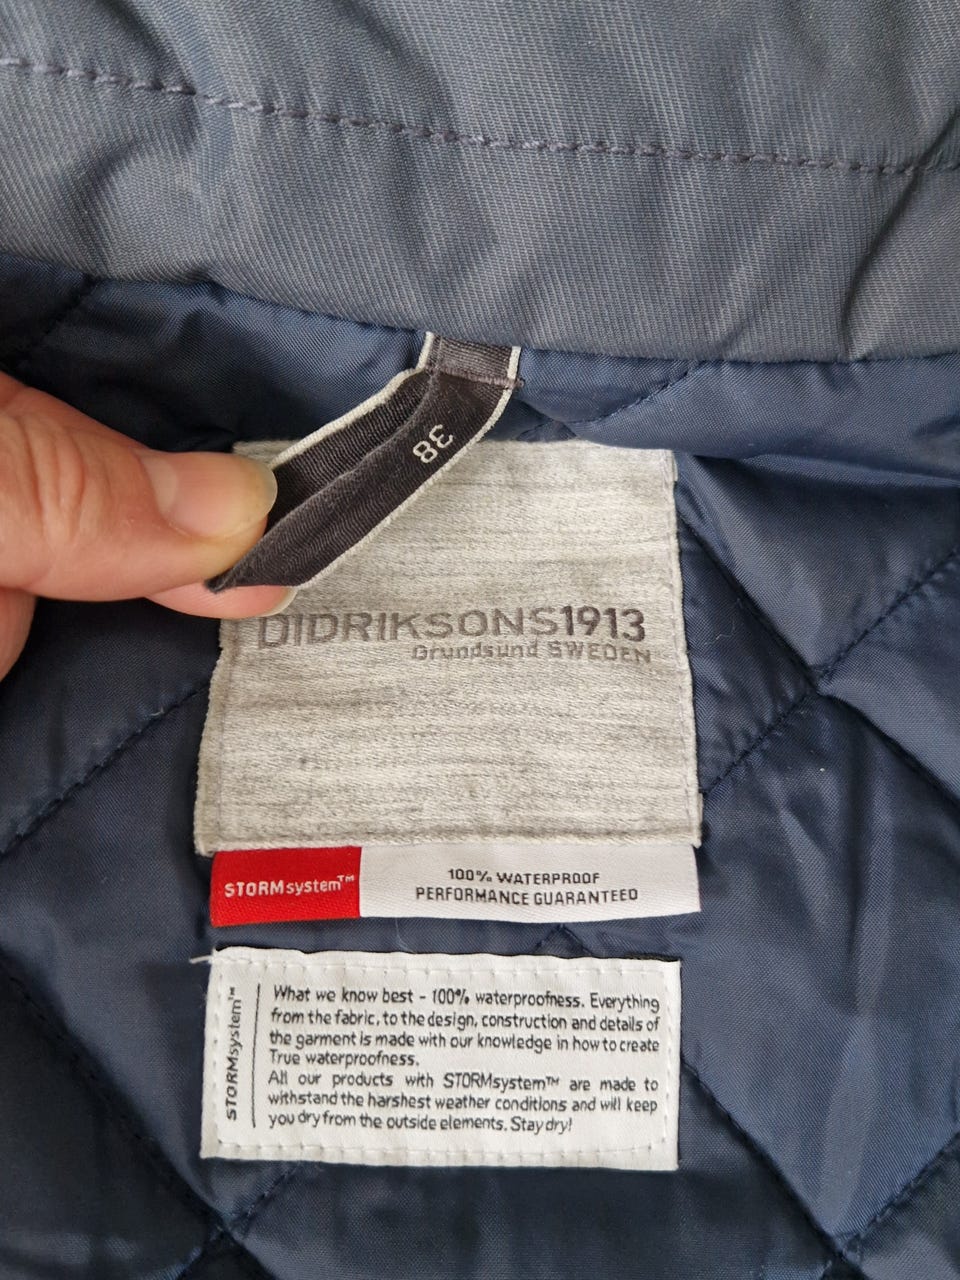 38
DIDRIKSONS1913
Grundsund SWEDEN
STORMsystem™
100% WATERPROOF
PERFORMANCE GUARANTEED
STORMsystem™
What we know best - 100% waterproofness. Everything
from the fabric, to the design, construction and details of
the garment is made with our knowledge in how to create
True waterproofness.
All our products with STORMsystem™ are made to
withstand the harshest weather conditions and will keep
you dry from the outside elements. Stay dry!